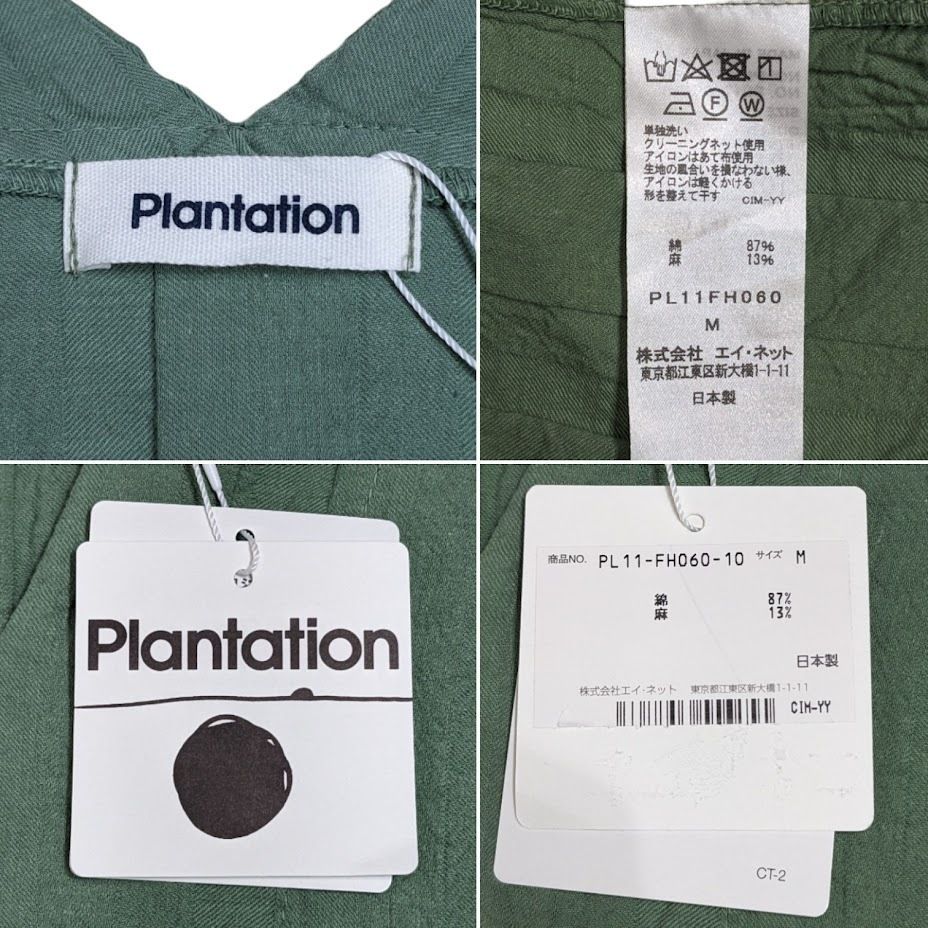 Plantation
単独洗い
クリーニングネット使用
アイロンはあて布使用
生地の風合いを損なわない様、
アイロンは軽くかける
形を整えて干す CIM-YY
綿 87%
麻 13%
PL11FH060
M
株式会社 エイ・ネット
東京都江東区新大橋1-1-11
日本製
Plantation
商品NO. PL11-FH060-10 サイズ M
綿 87%
麻 13%
日本製
株式会社エイ・ネット 東京都江東区新大橋1-1-11
CIM-YY
CT-2